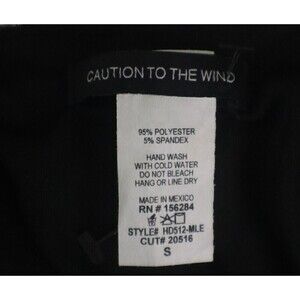 CAUTION TO THE WIND
95% POLYESTER
5% SPANDEX
HAND WASH
WITH COLD WATER
DO NOT BLEACH
HANG OR LINE DRY
MADE IN MEXICO
RN # 156284
STYLE# HD512-MLE
CUT# 20516
S